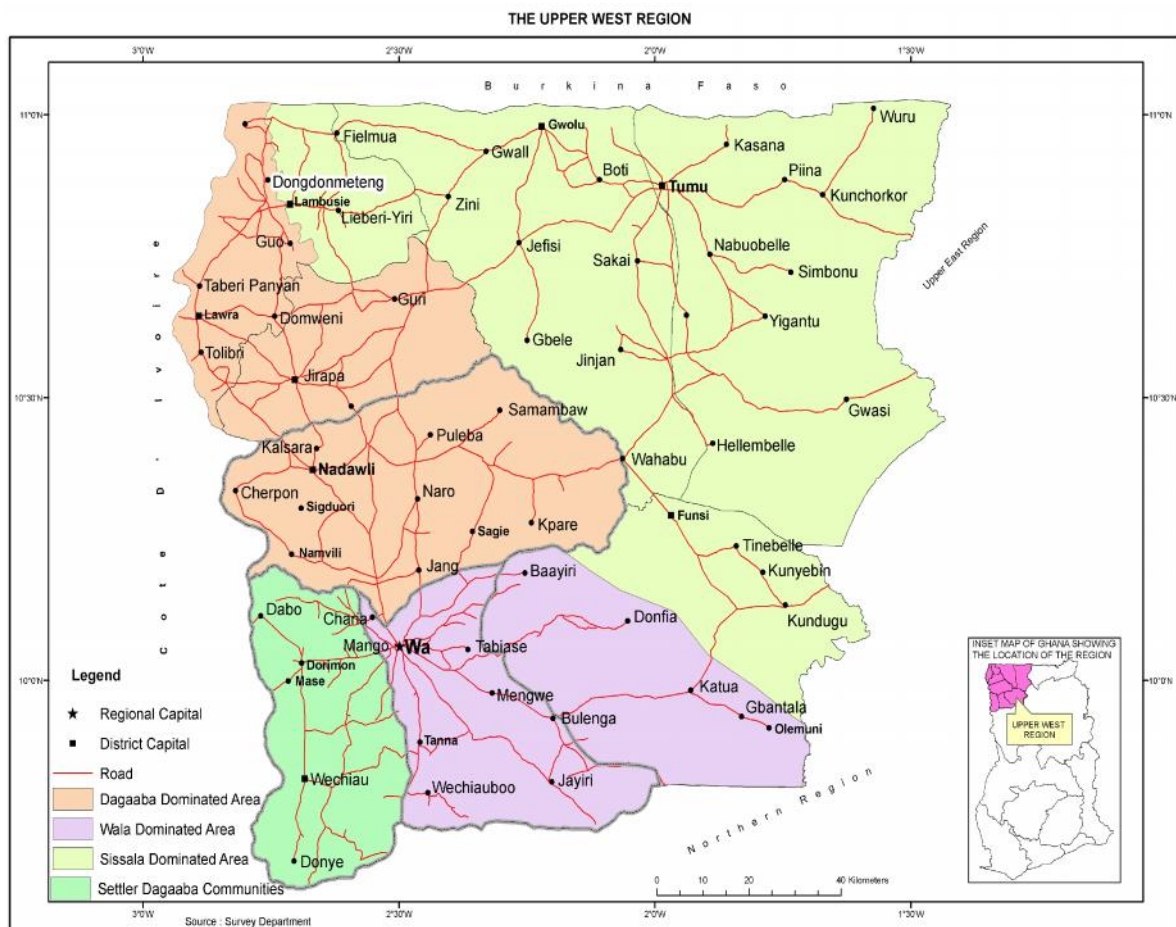 THE UPPER WEST REGION
3°0'W
2°30'W
2°0'W
1°30'W
Burkina Faso
11°0'N
11°0'N
Fielmua
Gwolu
Gwall
Wuru
Kasana
Boti
Piina
Dongdonmeteng
Tumu
Kunchorkor
Lambusie
Zini
Lieberi-Yiri
Guo
Jefisi
Nabuobelle
Sakai
Simbonu
Upper East Region
Taberi Panyan
Guri
Lawra
Domweni
Yigantu
Tolibri
Gbele
Jinjan
Jirapa
10°30'N
10°30'N
Gwasi
Samambaw
Puleba
Kalsara
Hellembelle
Wahabu
Nadawli
Cherpon
Naro
Sigduori
Funsi
Kpare
Sagie
Tinebelle
Namvili
Jang
Baayiri
Kunyebin
Cote D. Ivoire
Dabo
Charia
Donfia
Kundugu
Mango
Wa
Tabiase
Dorimon
Mase
10°0'N
10°0'N
Mengwe
Katua
Gbantala
Bulenga
Olemuni
Tanna
Wechiau
Jayiri
Wechiauboo
Northern Region
Donye
Legend
Regional Capital
District Capital
Road
Dagaaba Dominated Area
Wala Dominated Area
Sissala Dominated Area
Settler Dagaaba Communities
INSET MAP OF GHANA SHOWING
THE LOCATION OF THE REGION
UPPER WEST
REGION
0 10 20 40 Kilometers
3°0'W
2°30'W
2°0'W
1°30'W
Source : Survey Department